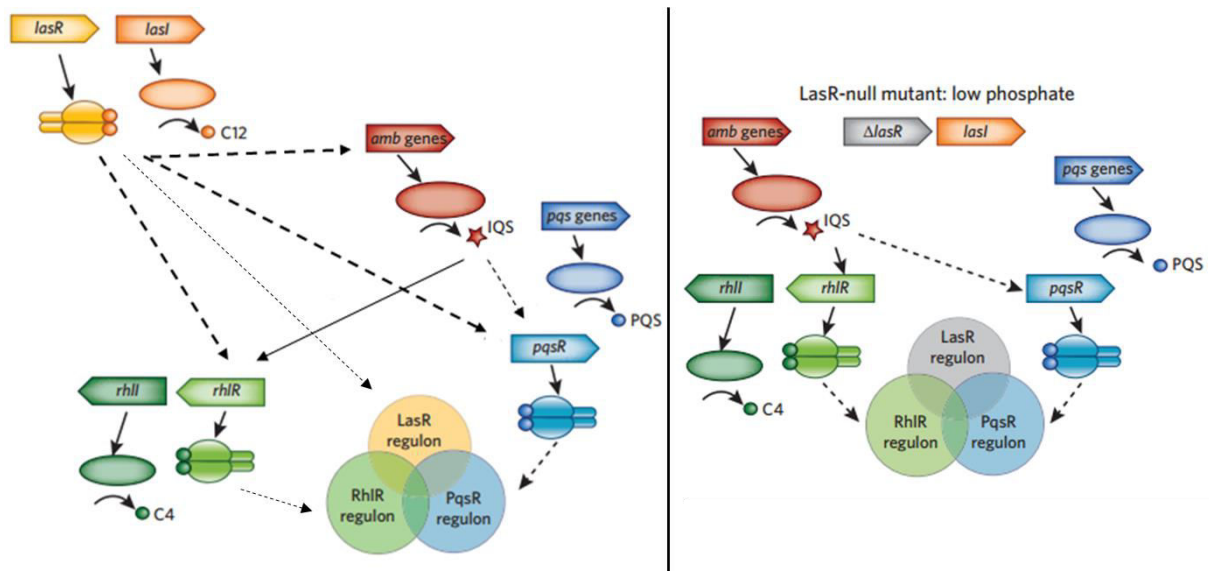 lasR
lasI
C12
amb genes
IQS
pqs genes
PQS
pqsR
rhlI
rhlR
C4
LasR
regulon
RhlR
regulon
PqsR
regulon
LasR-null mutant: low phosphate
amb genes
ΔlasR
lasI
pqs genes
IQS
PQS
rhlI
rhlR
pqsR
C4
LasR
regulon
RhlR
regulon
PqsR
regulon